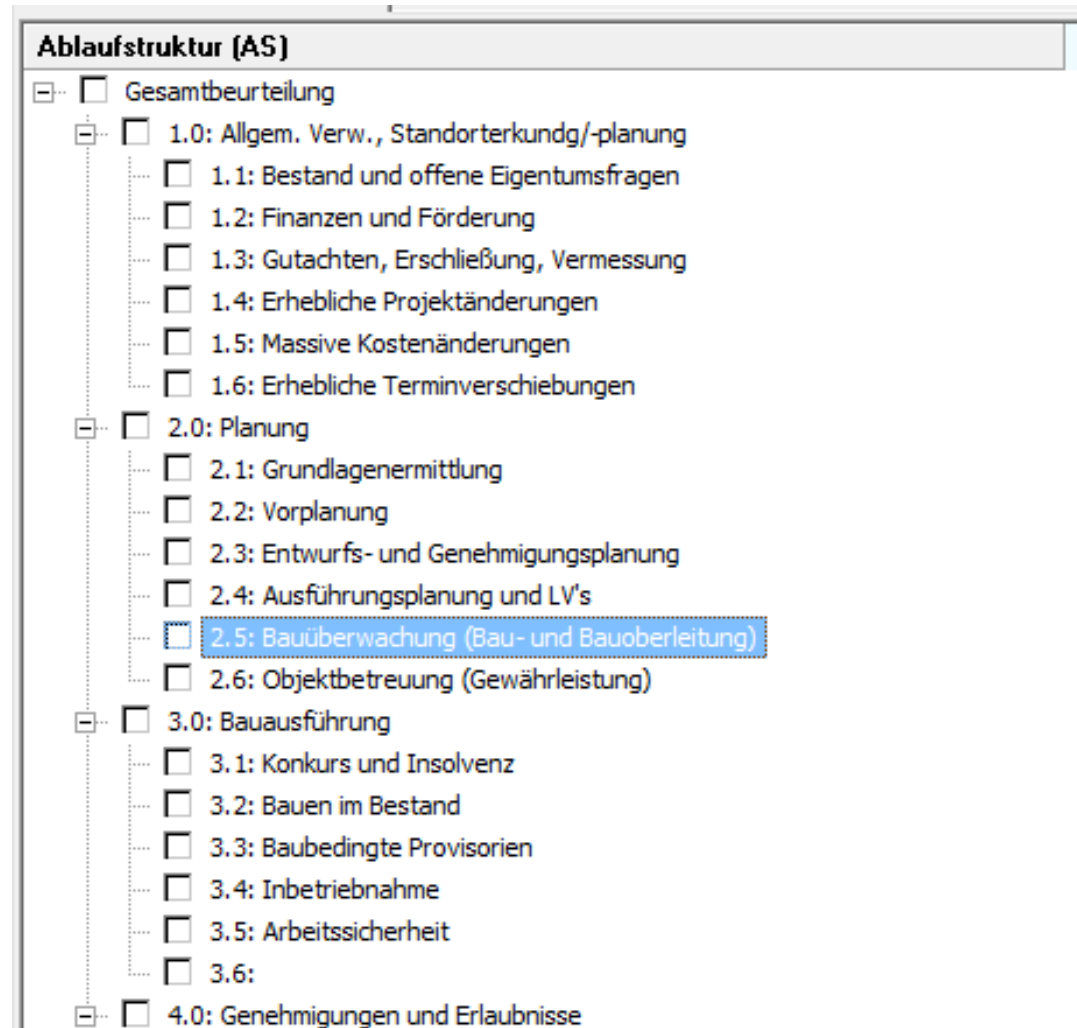 Ablaufstruktur (AS)
Gesamtbeurteilung
1.0: Allgem. Verw., Standorterkundg/-planung
1.1: Bestand und offene Eigentumsfragen
1.2: Finanzen und Förderung
1.3: Gutachten, Erschließung, Vermessung
1.4: Erhebliche Projektänderungen
1.5: Massive Kostenänderungen
1.6: Erhebliche Terminverschiebungen
2.0: Planung
2.1: Grundlagenermittlung
2.2: Vorplanung
2.3: Entwurfs- und Genehmigungsplanung
2.4: Ausführungsplanung und LV's
2.5: Bauüberwachung (Bau- und Bauoberleitung)
2.6: Objektbetreuung (Gewährleistung)
3.0: Bauausführung
3.1: Konkurs und Insolvenz
3.2: Bauen im Bestand
3.3: Baubedingte Provisorien
3.4: Inbetriebnahme
3.5: Arbeitssicherheit
3.6:
4.0: Genehmigungen und Erlaubnisse